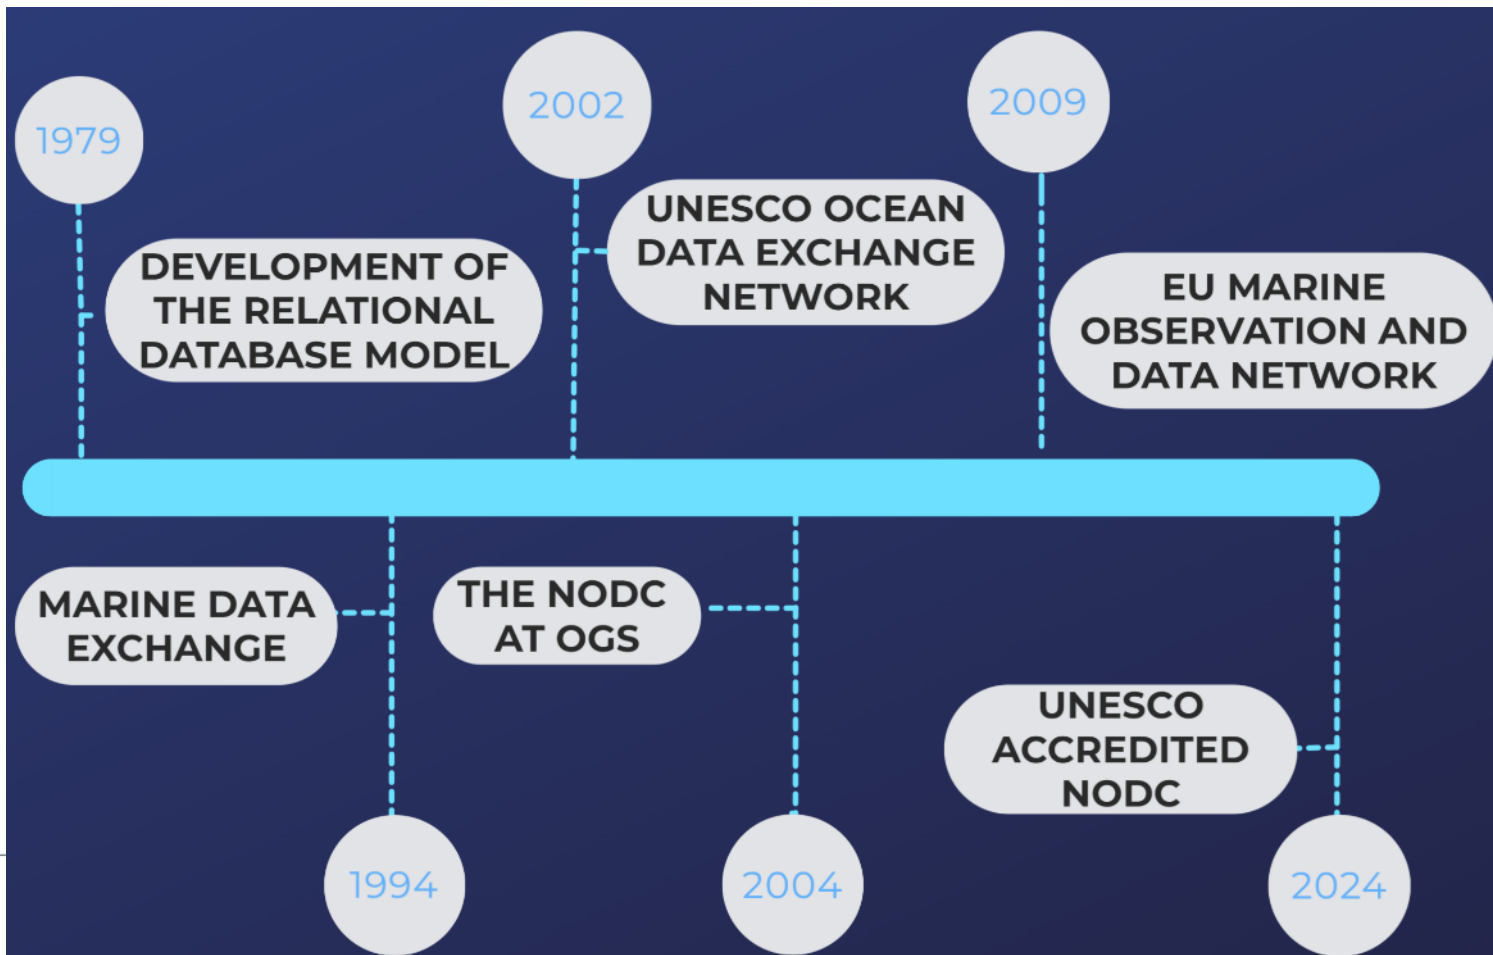 1979
DEVELOPMENT OF
THE RELATIONAL
DATABASE MODEL
2002
UNESCO OCEAN
DATA EXCHANGE
NETWORK
2009
EU MARINE
OBSERVATION AND
DATA NETWORK
MARINE DATA
EXCHANGE
1994
THE NODC
AT OGS
2004
UNESCO
ACCREDITED
NODC
2024